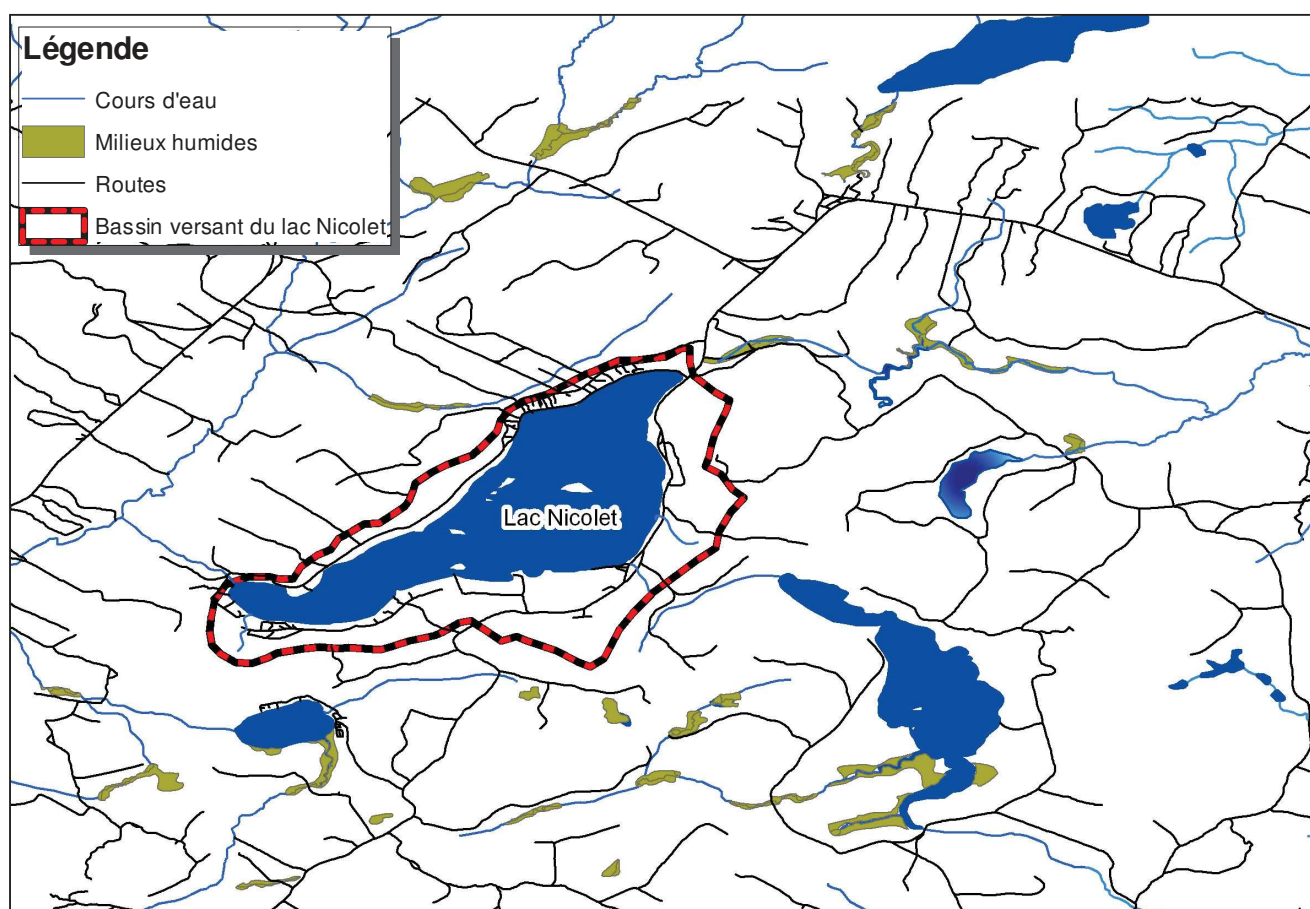 Légende
Cours d'eau
Milieux humides
Routes
Bassin versant du lac Nicolet
Lac Nicolet